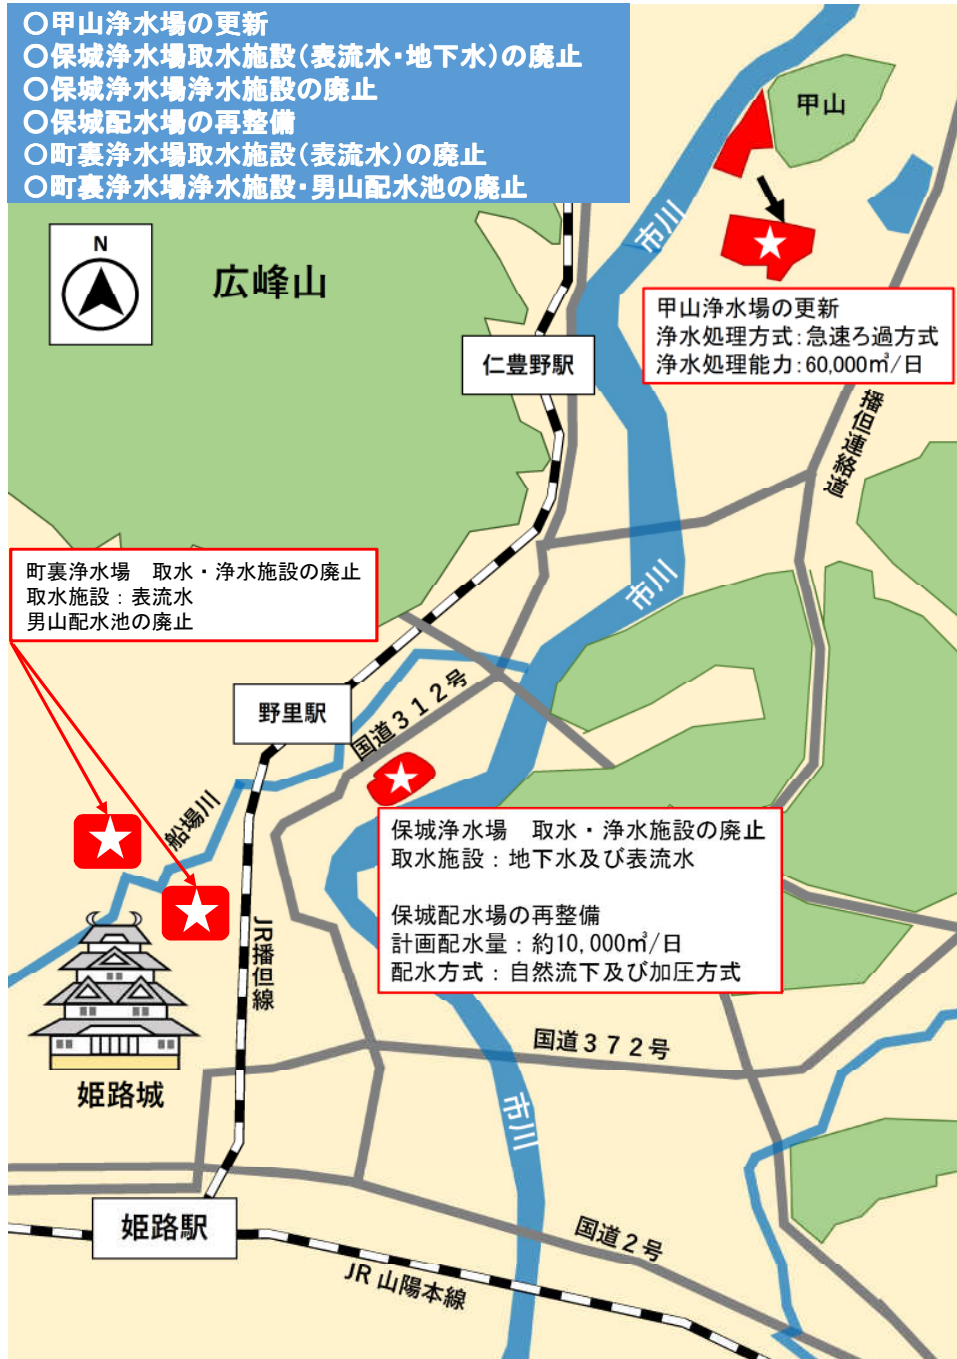 〇甲山浄水場の更新
〇保城浄水場取水施設(表流水・地下水)の廃止
〇保城浄水場浄水施設の廃止
〇保城配水場の再整備
〇町裏浄水場取水施設(表流水)の廃止
〇町裏浄水場浄水施設・男山配水池の廃止
甲山
市川
N
広峰山
甲山浄水場の更新
浄水処理方式:急速ろ過方式
浄水処理能力:60,000㎥/日
仁豊野駅
播但連絡道
町裏浄水場　取水・浄水施設の廃止
取水施設：表流水
男山配水池の廃止
市川
野里駅
国道３１２号
船場川
保城浄水場　取水・浄水施設の廃止
取水施設：地下水及び表流水
保城配水場の再整備
計画配水量：約10,000㎥/日
配水方式：自然流下及び加圧方式
JR播但線
国道３７２号
姫路城
市川
姫路駅
国道２号
JR 山陽本線